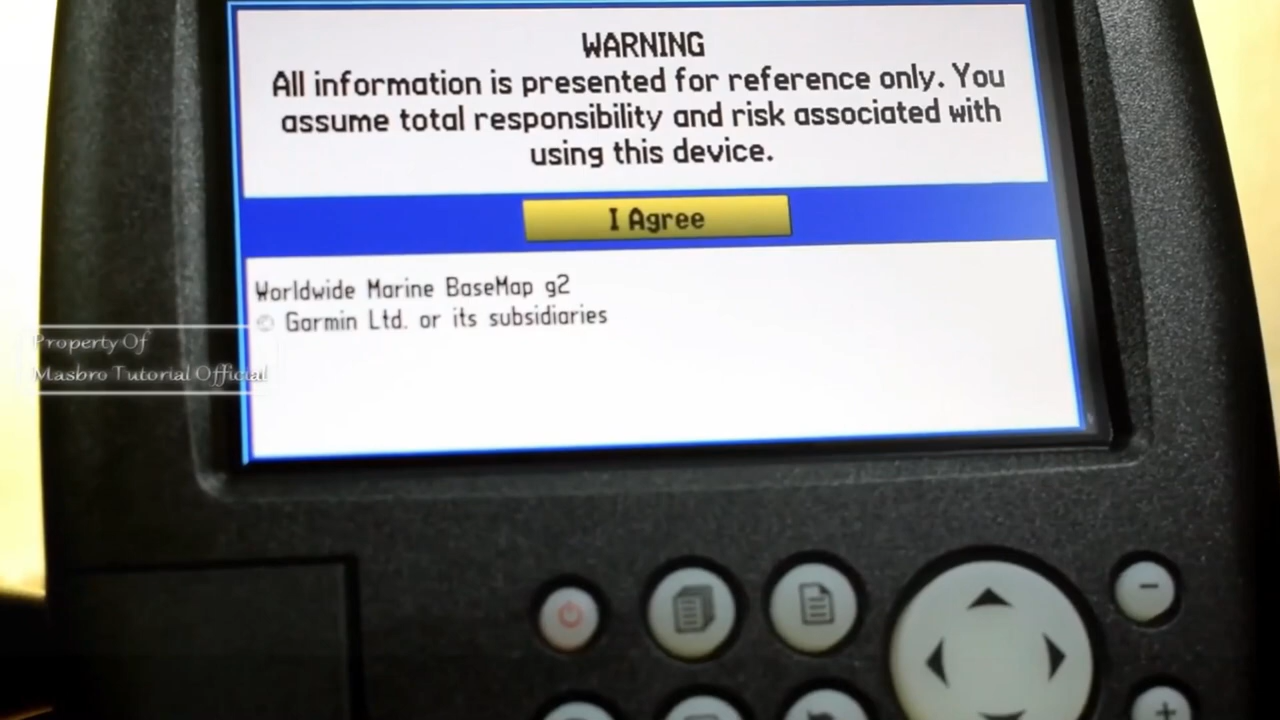 WARNING
All information is presented for reference only. You
assume total responsibility and risk associated with
using this device.
I Agree
Worldwide Marine BaseMap g2
Garmin Ltd. or its subsidiaries
Property Of
Masbro Tutorial Official